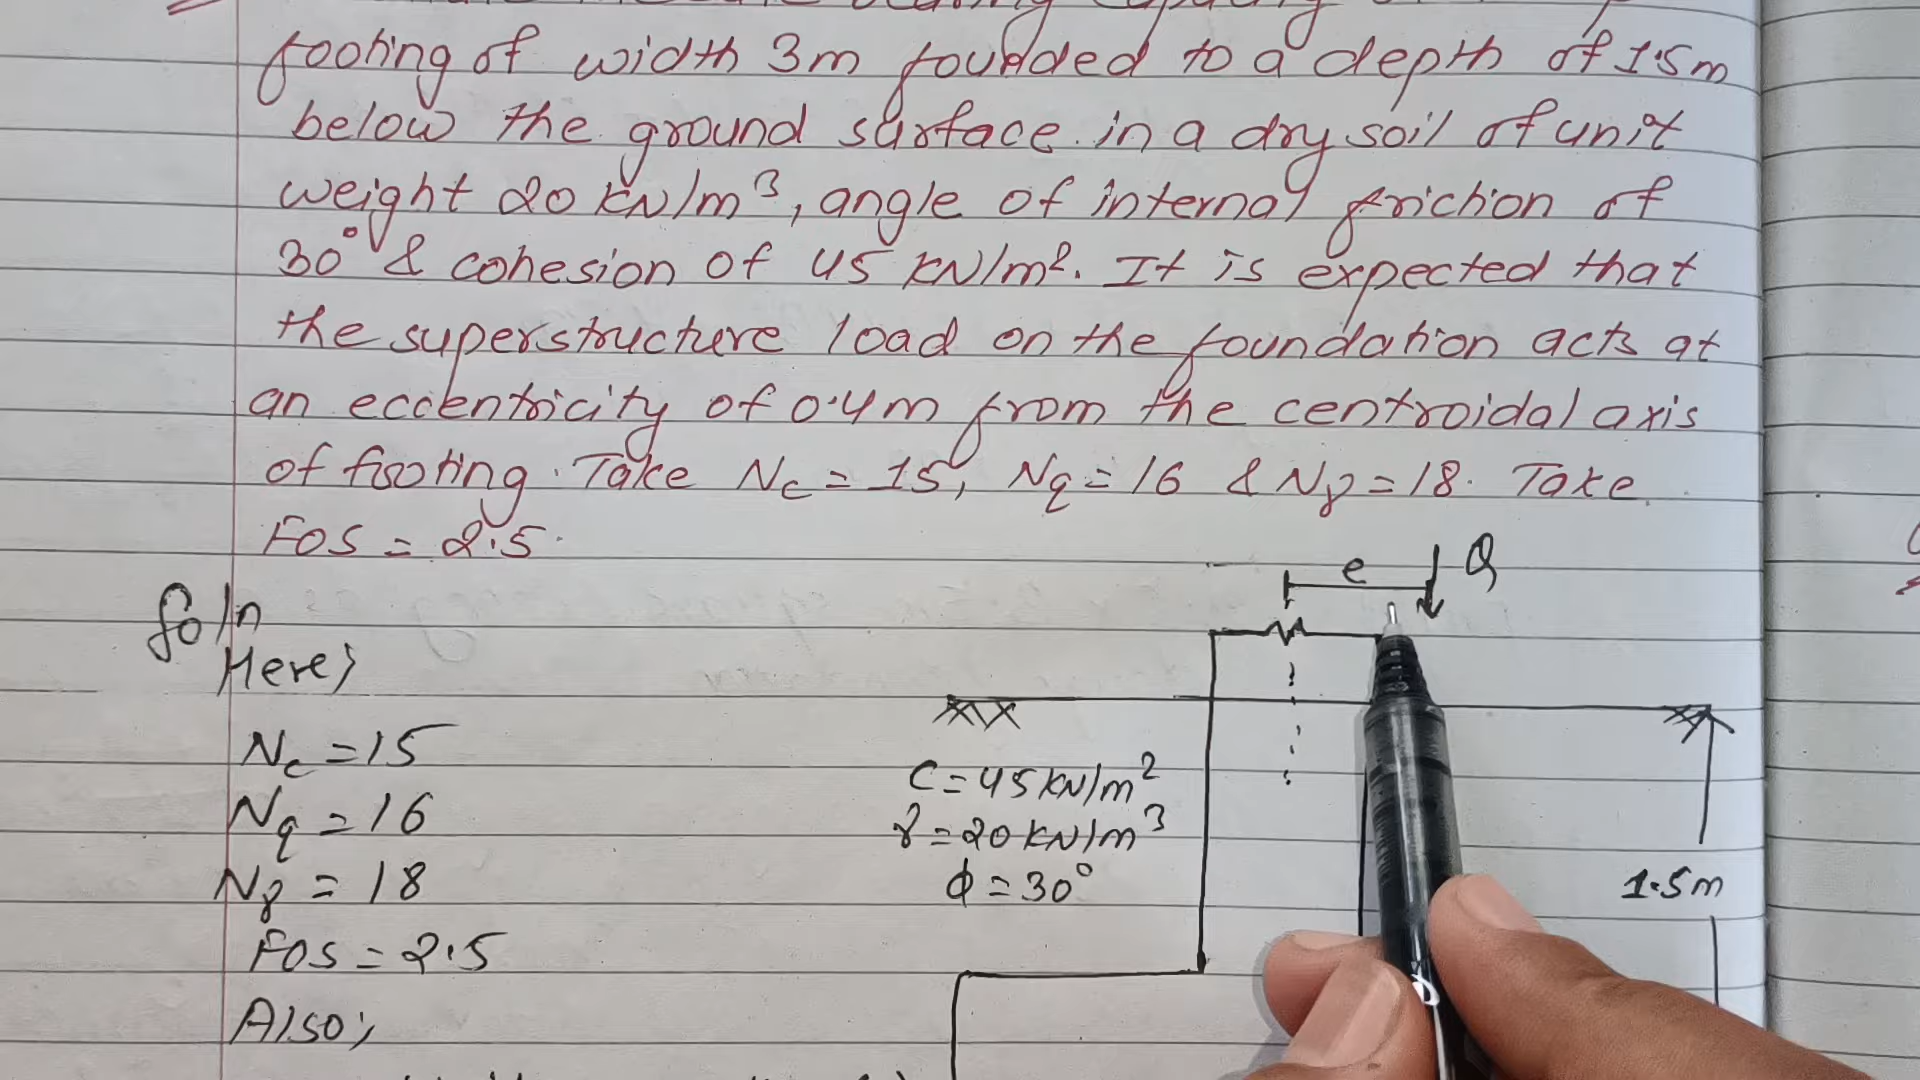 footing of width 3m founded to a depth of 1.5m
below the ground surface in a dry soil of unit
weight 20 kN/m³, angle of internal friction of
30° & cohesion of 45 kN/m². It is expected that
the superstructure load on the foundation acts at
an eccentricity of 0.4m from the centroidal axis
of footing. Take Nc = 15, Nq = 16 & Nγ = 18. Take
FOS = 2.5.
e Q
Soln
Here;
Nc = 15
Nq = 16
Nγ = 18
FOS = 2.5
Also;
C = 45 kN/m²
γ = 20 kN/m³
ϕ = 30°
1.5m